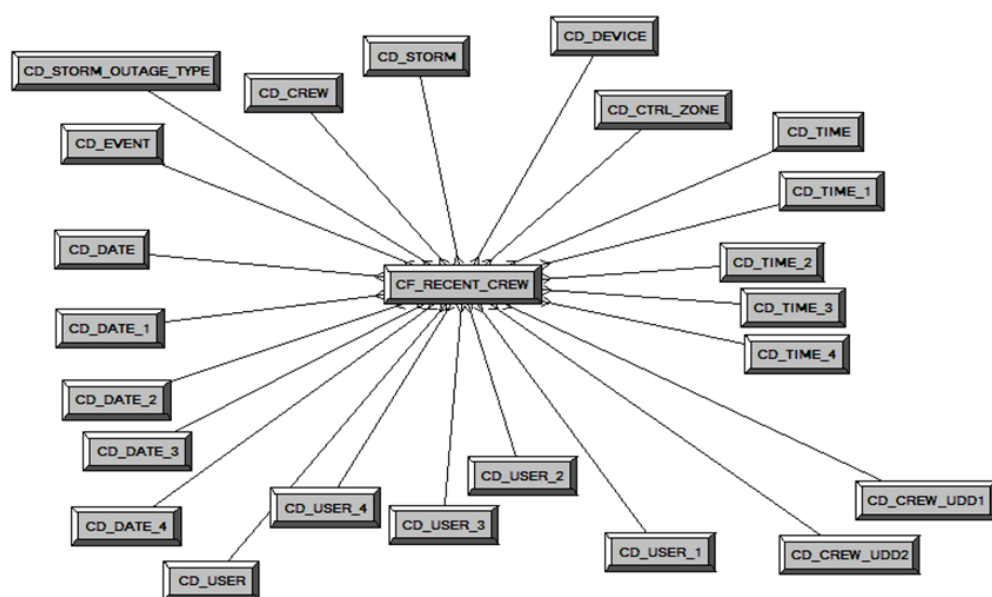 CD_DEVICE
CD_STORM
CD_STORM_OUTAGE_TYPE
CD_CREW
CD_CTRL_ZONE
CD_TIME
CD_EVENT
CD_TIME_1
CD_DATE
CD_TIME_2
CF_RECENT_CREW
CD_TIME_3
CD_DATE_1
CD_TIME_4
CD_DATE_2
CD_DATE_3
CD_USER_2
CD_CREW_UDD1
CD_USER_4
CD_DATE_4
CD_USER_3
CD_USER_1
CD_CREW_UDD2
CD_USER